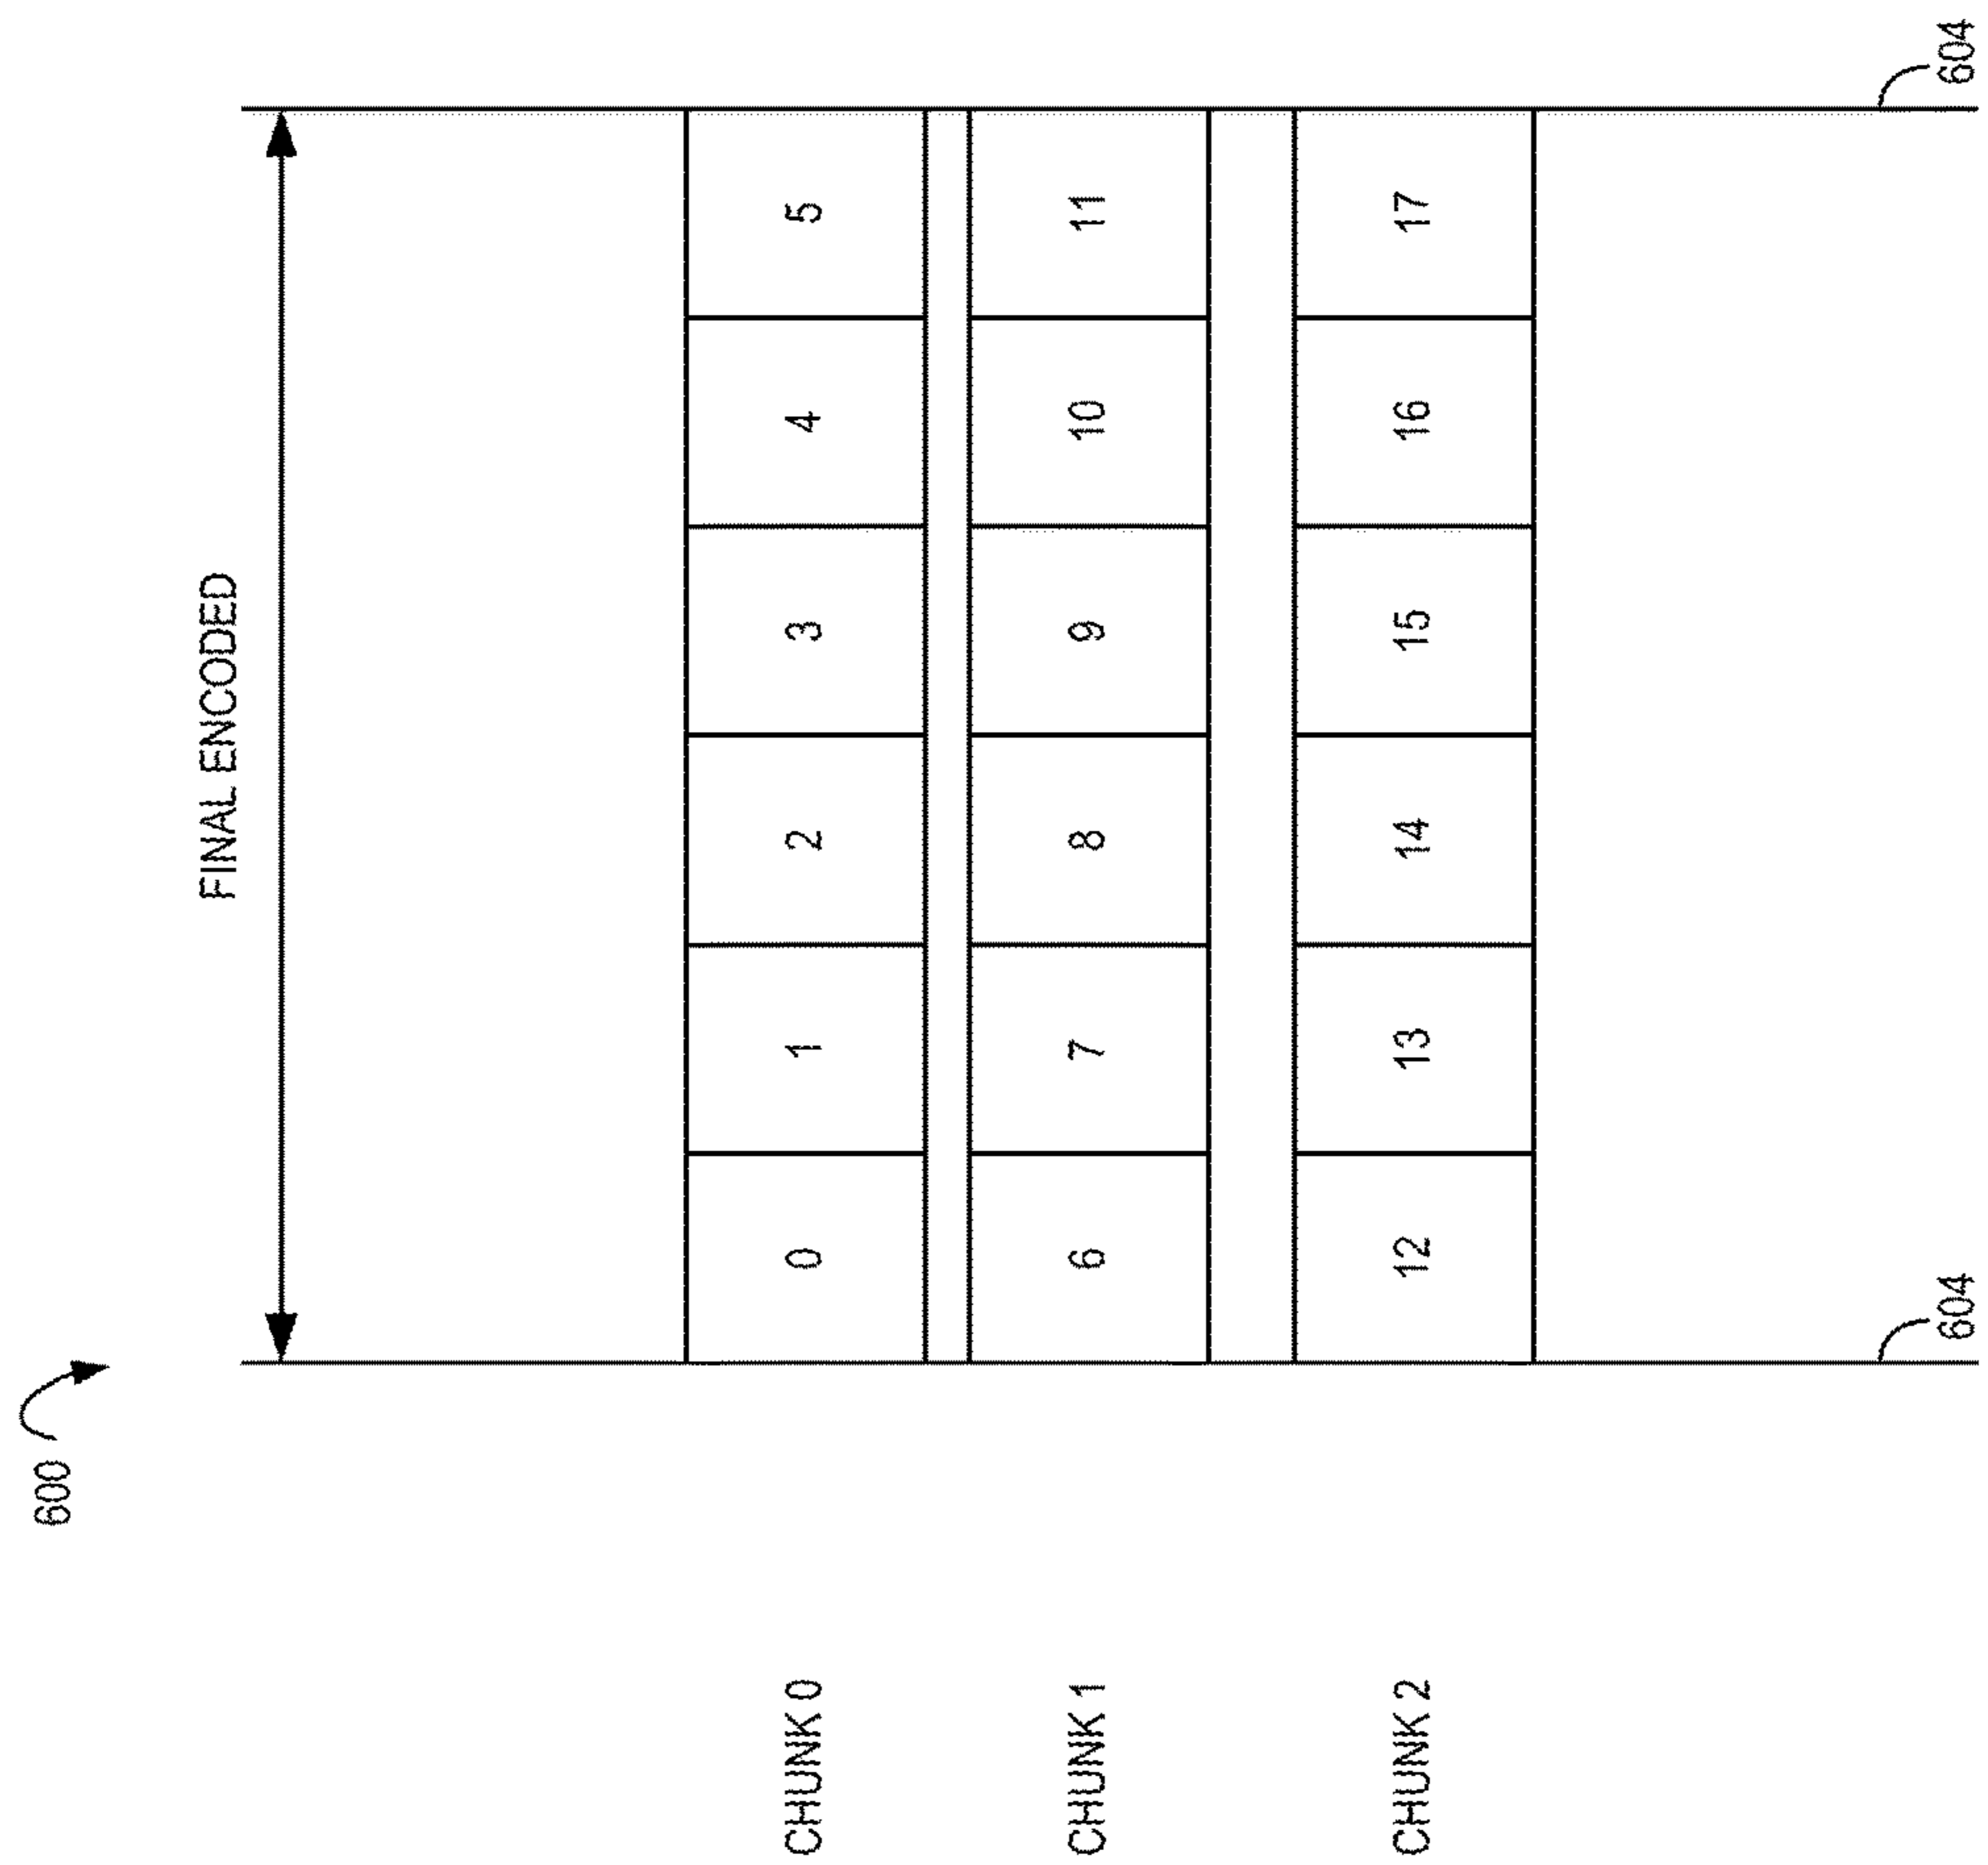 600
FINAL ENCODED
CHUNK 0 0 1 2 3 4 5
CHUNK 1 6 7 8 9 10 11
CHUNK 2 12 13 14 15 16 17
604 604